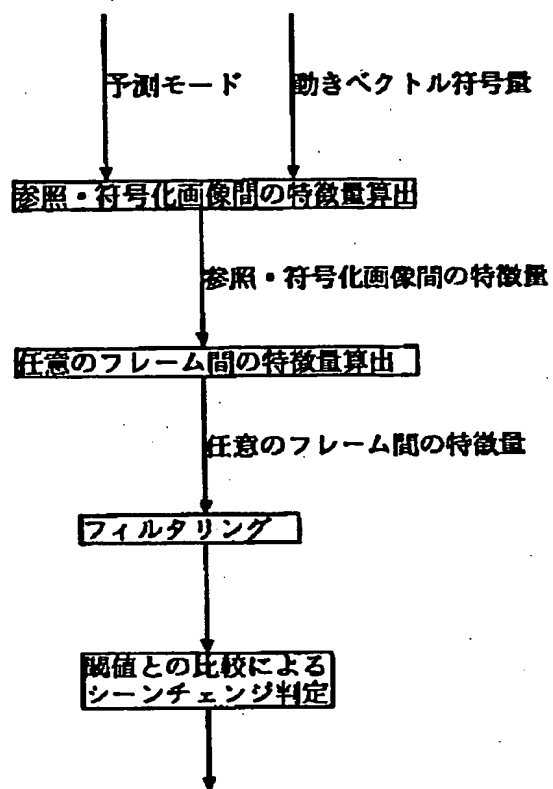 予測モード
動きベクトル符号量
参照・符号化画像間の特徴量算出
参照・符号化画像間の特徴量
任意のフレーム間の特徴量算出
任意のフレーム間の特徴量
フィルタリング
閾値との比較による
シーンチェンジ判定